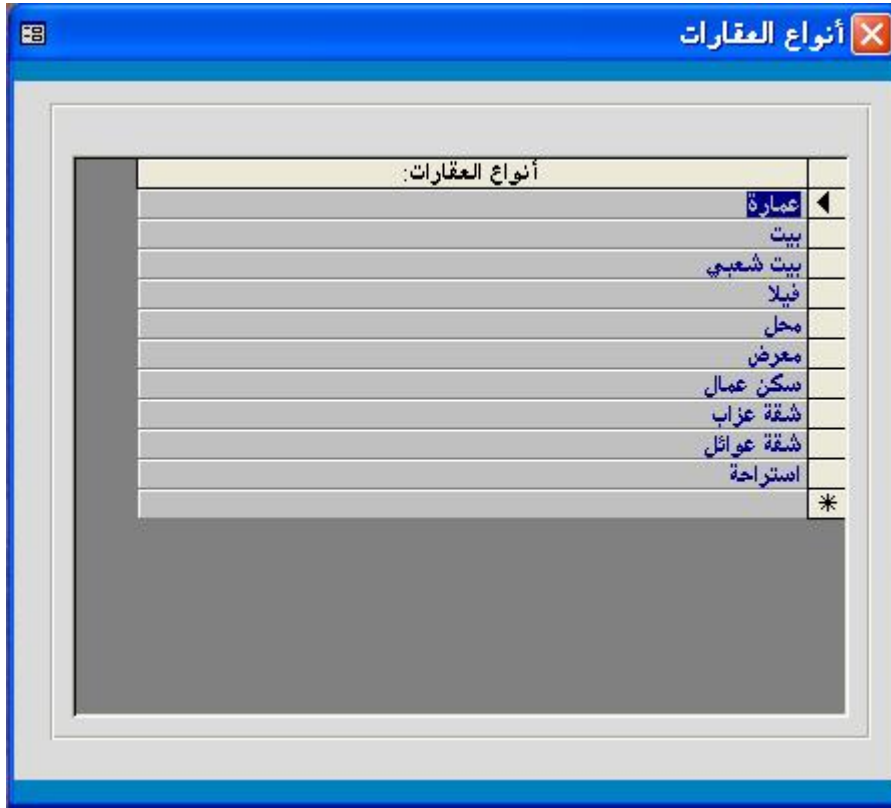 أنواع العقارات
أنواع العقارات:
عمارة
بيت
بيت شعبي
فيلا
محل
معرض
سكن عمال
شقة عزاب
شقة عوائل
استراحة